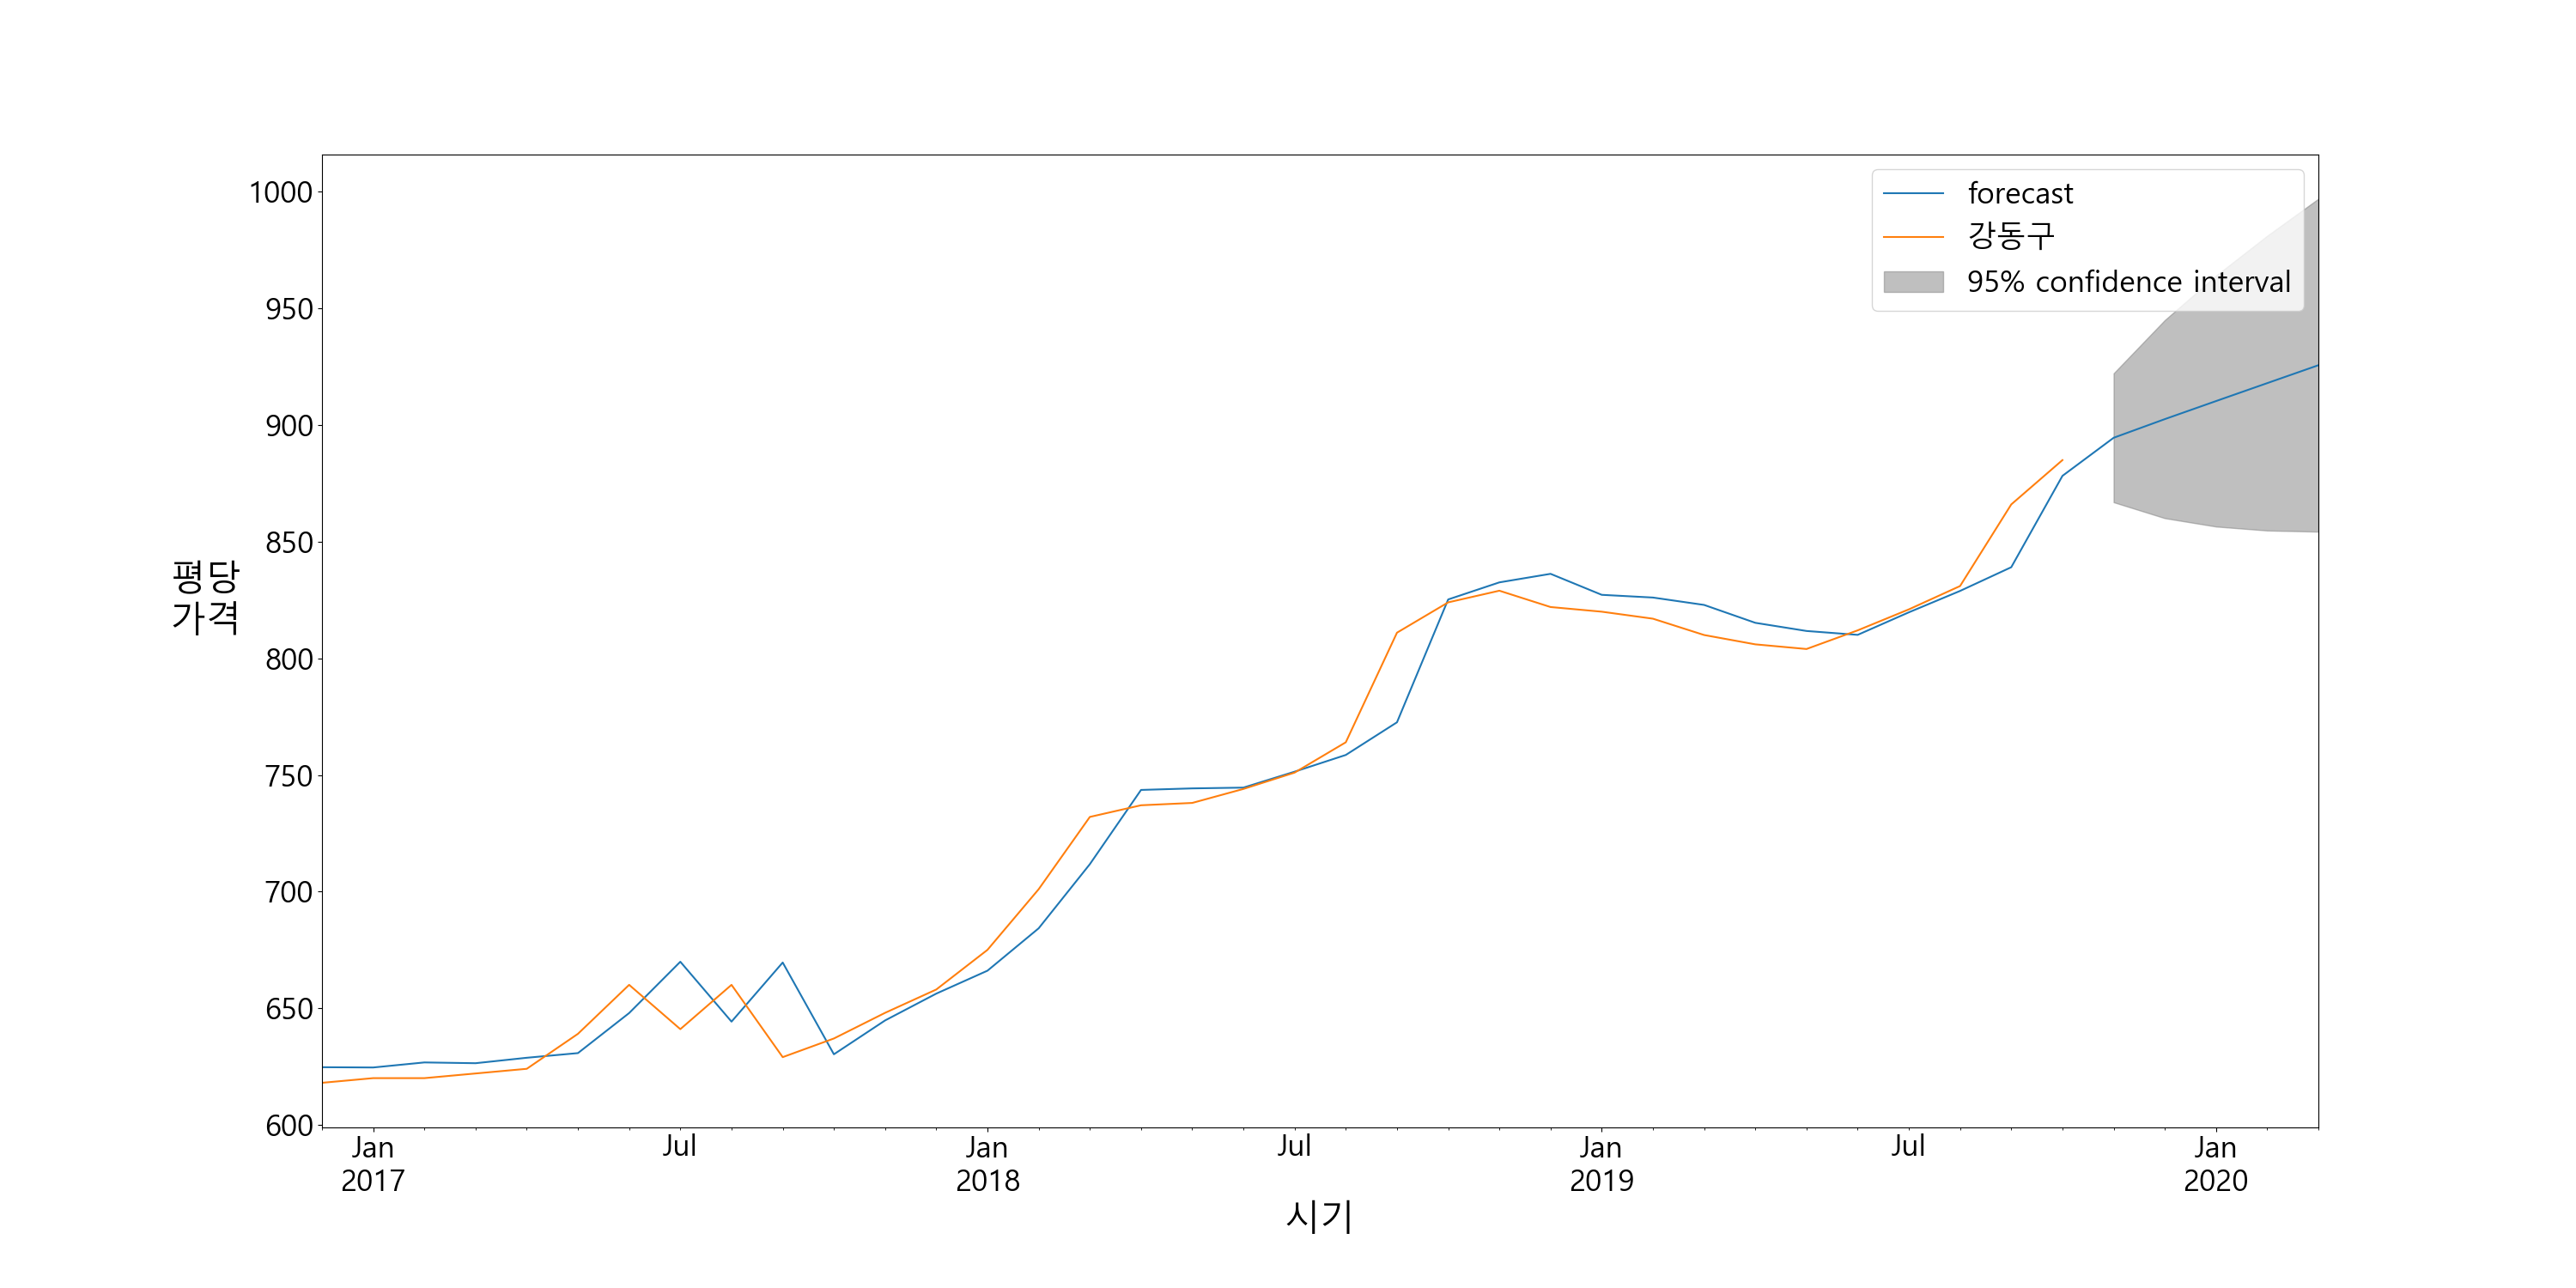 forecast
강동구
95% confidence interval
1000
950
900
850
800
750
700
650
600
평당
가격
Jan
2017
Jul
Jan
2018
Jul
Jan
2019
Jul
Jan
2020
시기